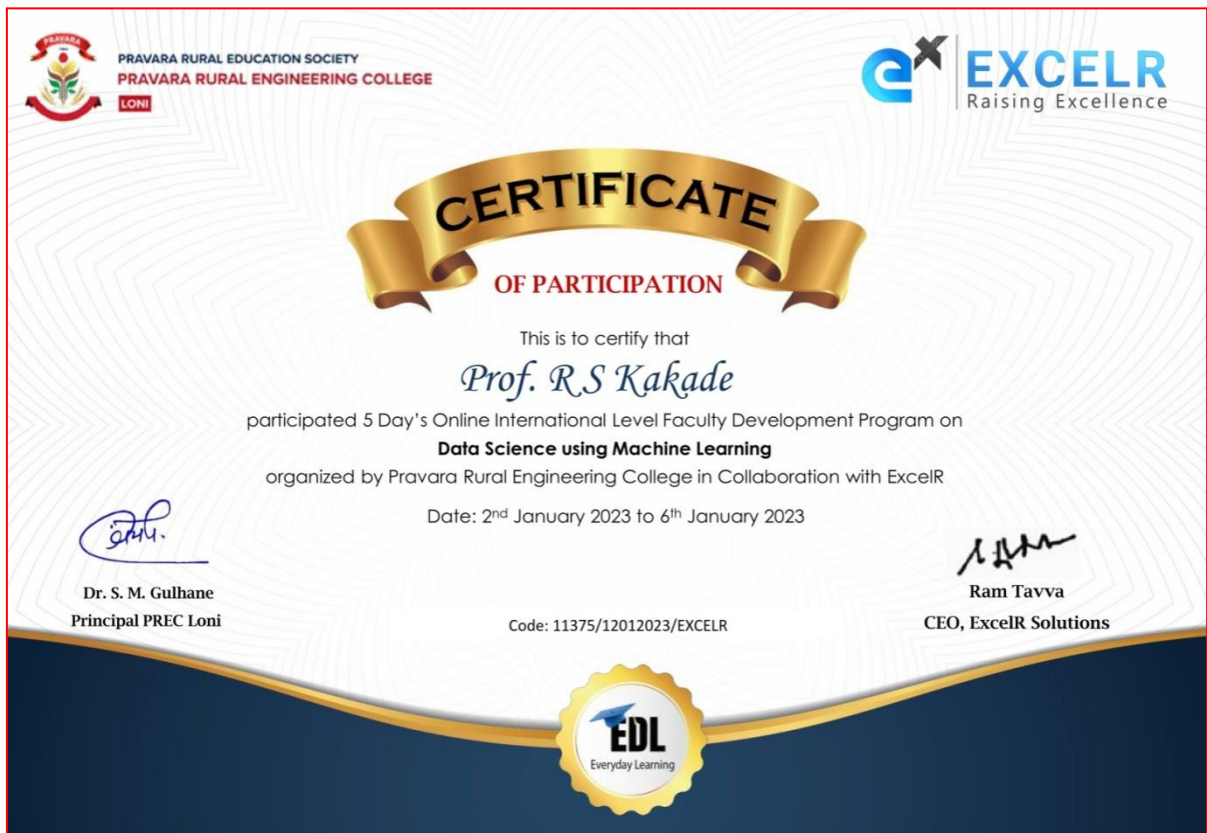 PRAVARA
PRAVARA RURAL EDUCATION SOCIETY
PRAVARA RURAL ENGINEERING COLLEGE
LONI
ex EXCELR
Raising Excellence
CERTIFICATE
OF PARTICIPATION
This is to certify that
Prof. R S Kakade
participated 5 Day's Online International Level Faculty Development Program on
Data Science using Machine Learning
organized by Pravara Rural Engineering College in Collaboration with ExcelR
Date: 2nd January 2023 to 6th January 2023
Dr. S. M. Gulhane
Principal PREC Loni
Code: 11375/12012023/EXCELR
Ram Tavva
CEO, ExcelR Solutions
EDL
Everyday Learning